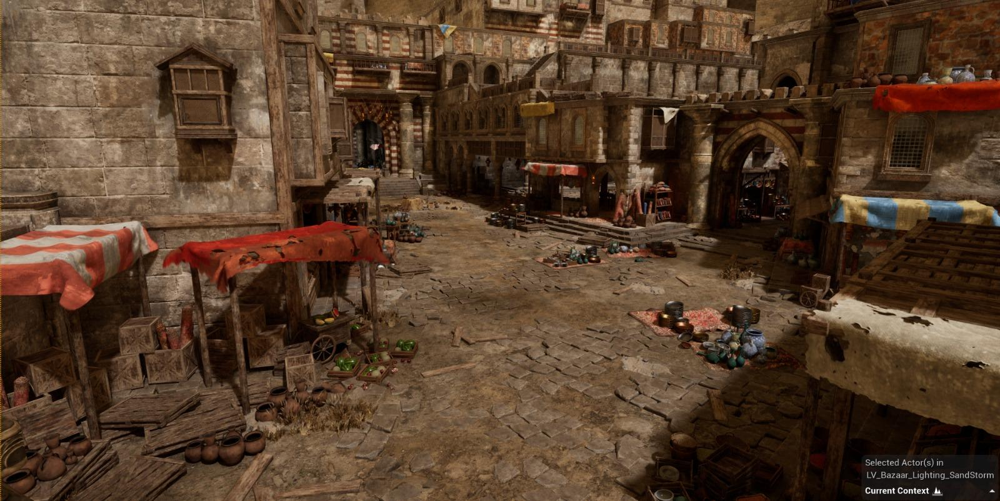 Selected Actor(s) in
LV_Bazaar_Lighting_SandStorm
Current Context